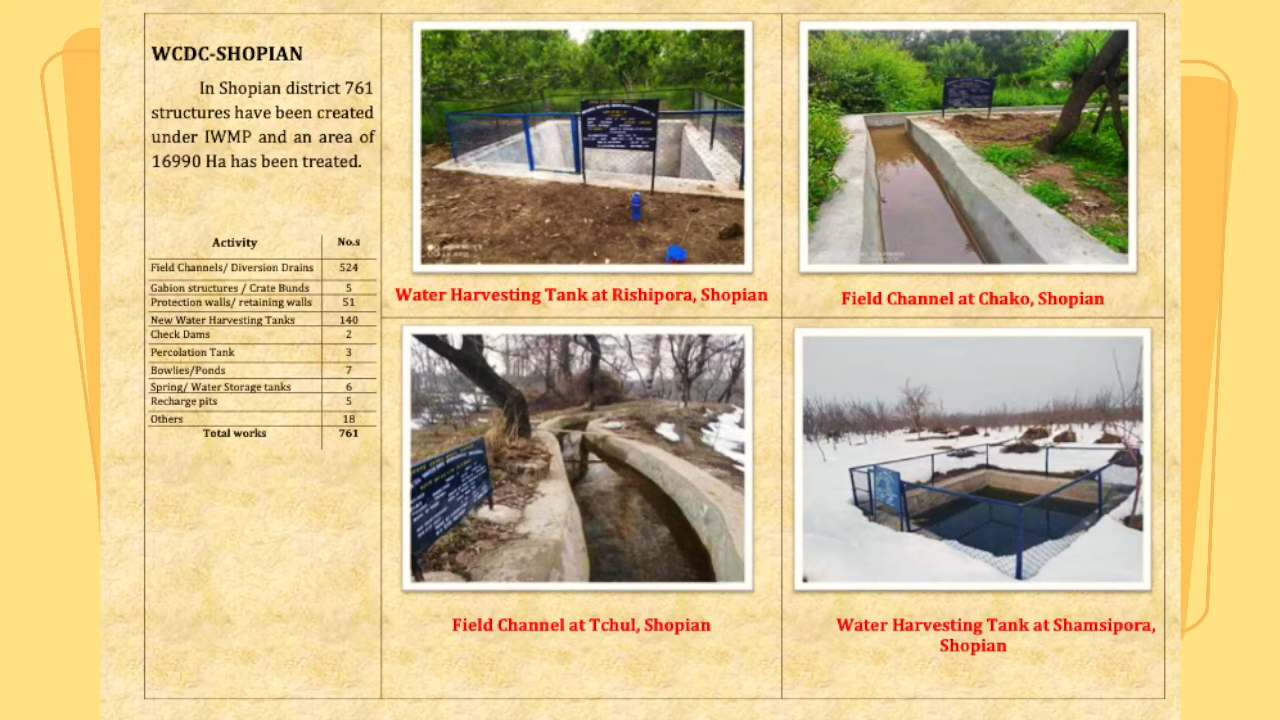 WCDC-SHOPIAN
In Shopian district 761
structures have been created
under IWMP and an area of
16990 Ha has been treated.
Activity No.s
Field Channels/ Diversion Drains 524
Gabion structures / Crate Bunds 5
Protection walls/ retaining walls 51
New Water Harvesting Tanks 140
Check Dams 2
Percolation Tank 3
Bowlies/Ponds 7
Spring/ Water Storage tanks 6
Recharge pits 5
Others 18
Total works 761
Water Harvesting Tank at Rishipora, Shopian
Field Channel at Chako, Shopian
Field Channel at Tchul, Shopian
Water Harvesting Tank at Shamsipora,
Shopian